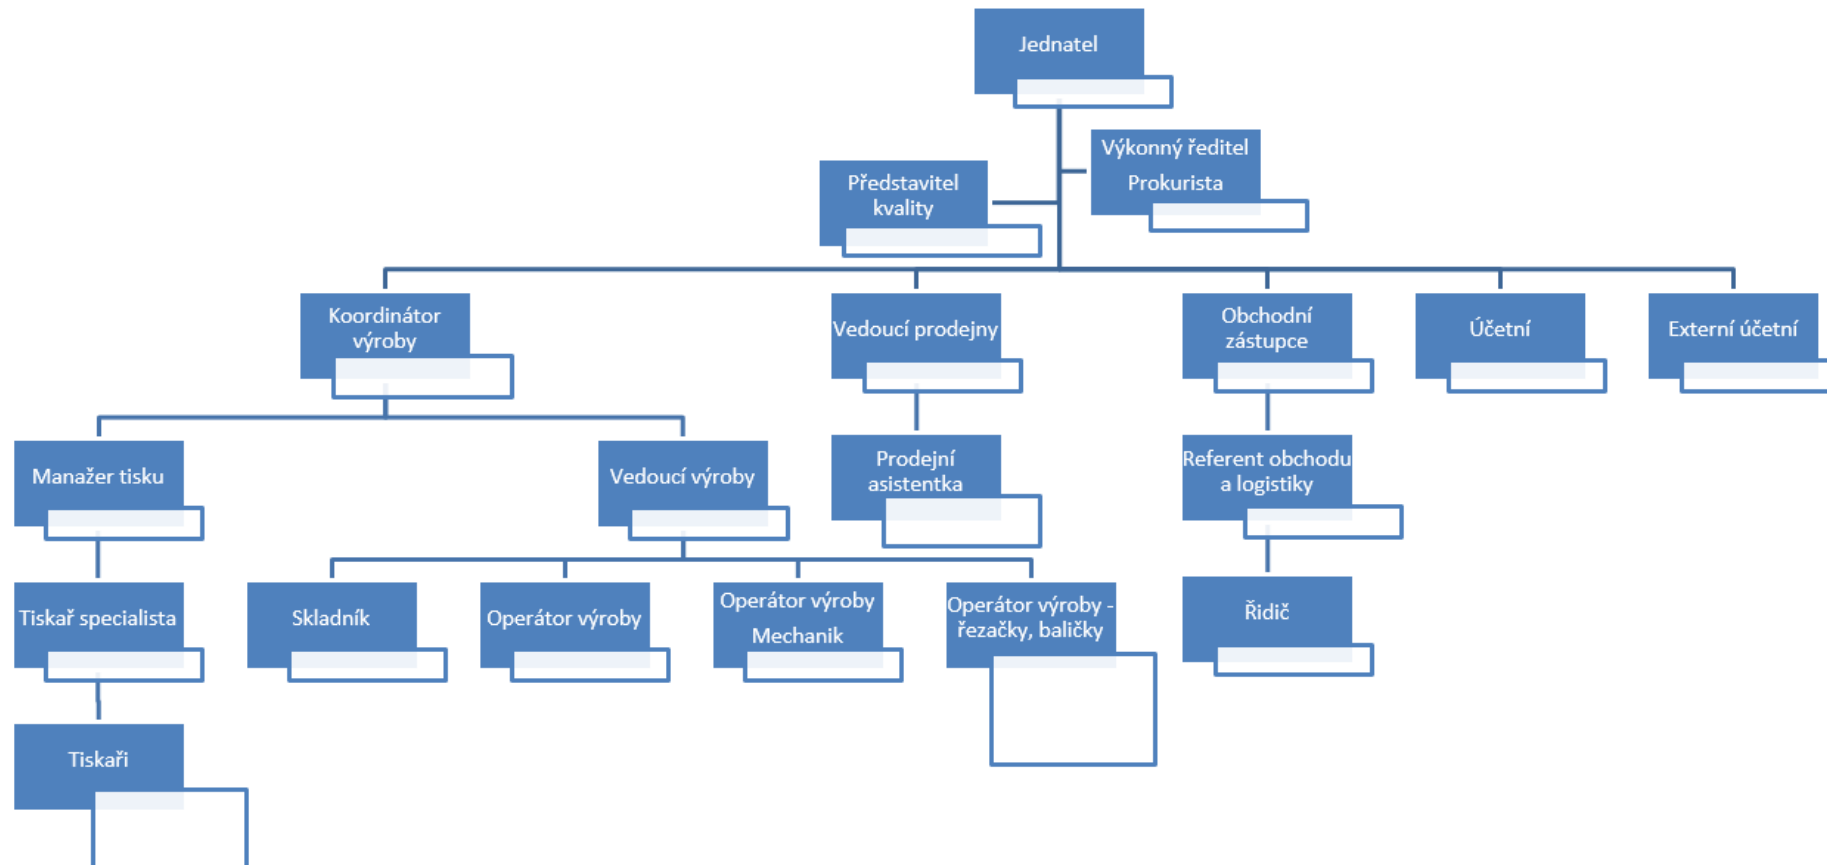 Jednatel
Výkonný ředitel
Prokurista
Představitel
kvality
Koordinátor
výroby
Vedoucí prodejny
Obchodní
zástupce
Účetní
Externí účetní
Manažer tisku
Vedoucí výroby
Prodejní
asistentka
Referent obchodu
a logistiky
Tiskař specialista
Skladník
Operátor výroby
Operátor výroby
Mechanik
Operátor výroby -
řezačky, baličky
Řidič
Tiskaři